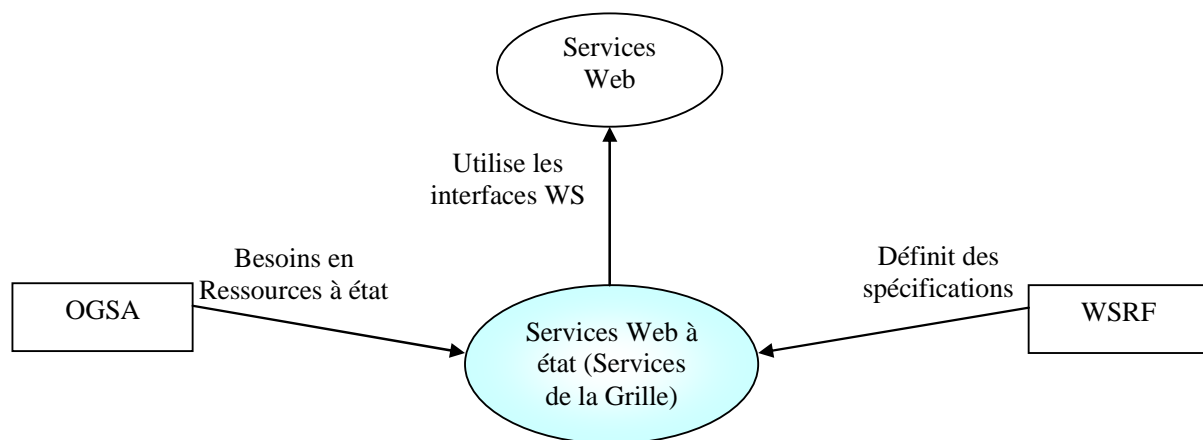 Services
Web
Utilise les
interfaces WS
Besoins en
Ressources à état
Définit des
spécifications
OGSA
Services Web à
état (Services
de la Grille)
WSRF